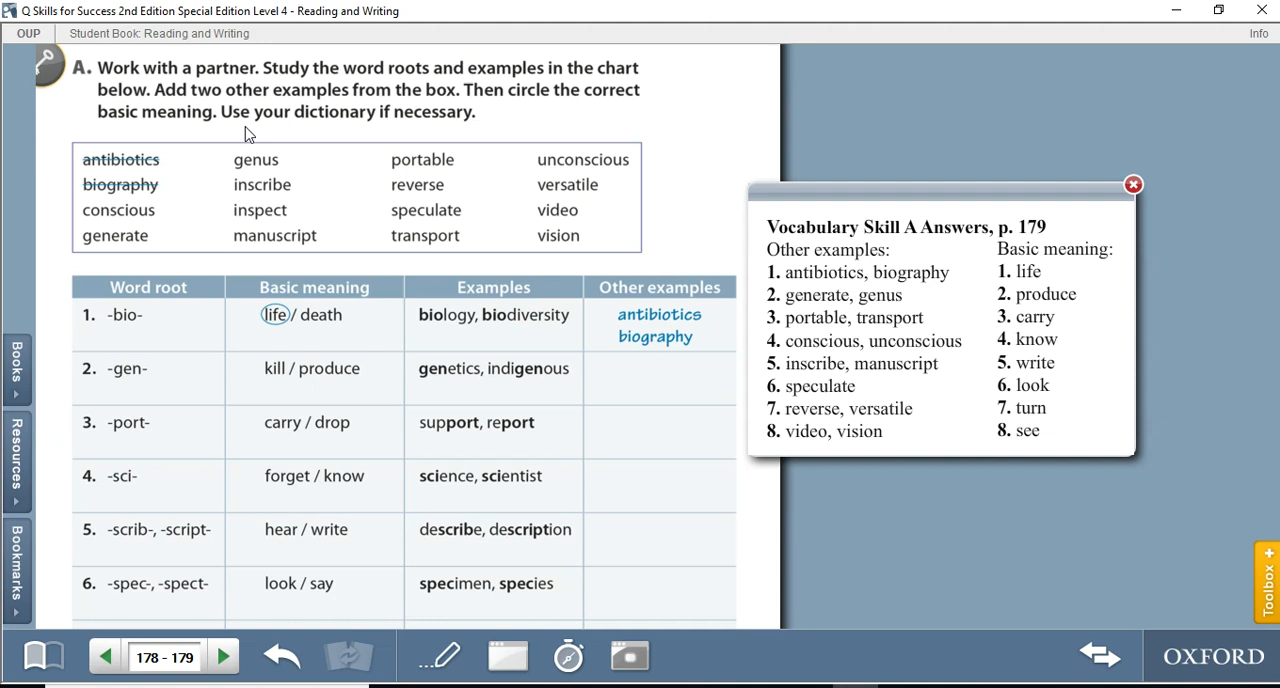 Q Skills for Success 2nd Edition Special Edition Level 4 - Reading and Writing
OUP Student Book: Reading and Writing Info
A. Work with a partner. Study the word roots and examples in the chart
below. Add two other examples from the box. Then circle the correct
basic meaning. Use your dictionary if necessary.
antibiotics genus portable unconscious
biography inscribe reverse versatile
conscious inspect speculate video
generate manuscript transport vision
Word root Basic meaning Examples Other examples
1. -bio- life / death biology, biodiversity antibiotics
biography
2. -gen- kill / produce genetics, indigenous
3. -port- carry / drop support, report
4. -sci- forget / know science, scientist
5. -scrib-, -script- hear / write describe, description
6. -spec-, -spect- look / say specimen, species
Vocabulary Skill A Answers, p. 179
Other examples: Basic meaning:
1. antibiotics, biography 1. life
2. generate, genus 2. produce
3. portable, transport 3. carry
4. conscious, unconscious 4. know
5. inscribe, manuscript 5. write
6. speculate 6. look
7. reverse, versatile 7. turn
8. video, vision 8. see
Books
Resources
Bookmarks
Toolbox +
178 - 179
OXFORD